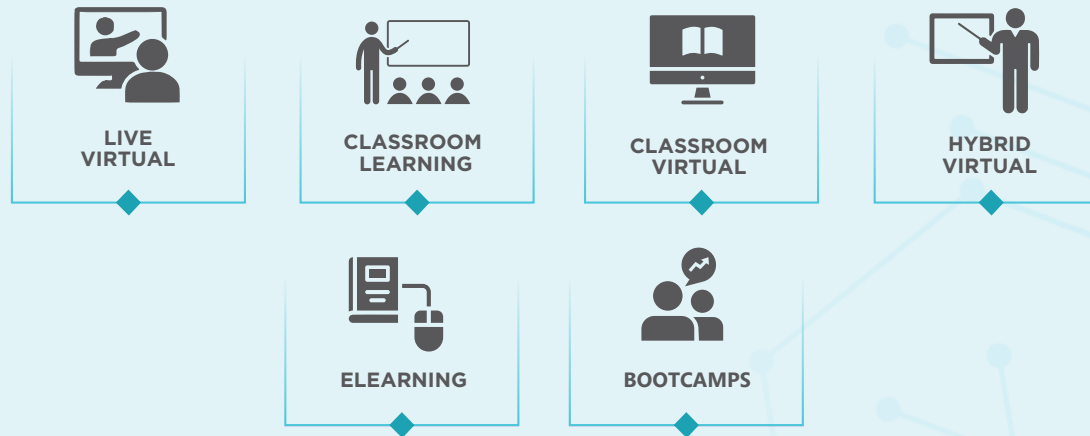 LIVE
VIRTUAL
CLASSROOM
LEARNING
CLASSROOM
VIRTUAL
HYBRID
VIRTUAL
ELEARNING
BOOTCAMPS